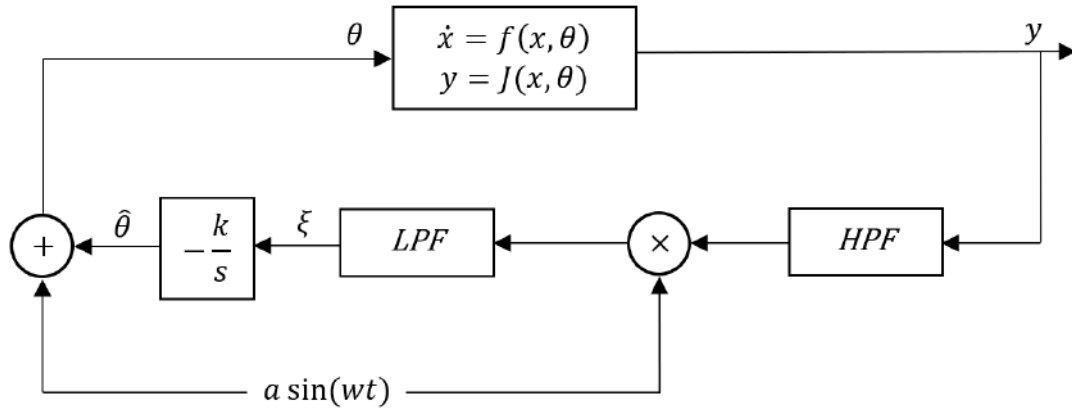 θ
ẋ = f(x, θ)
y = J(x, θ)
y
+
θ̂
−k/s
ξ
LPF
×
HPF
a sin(wt)